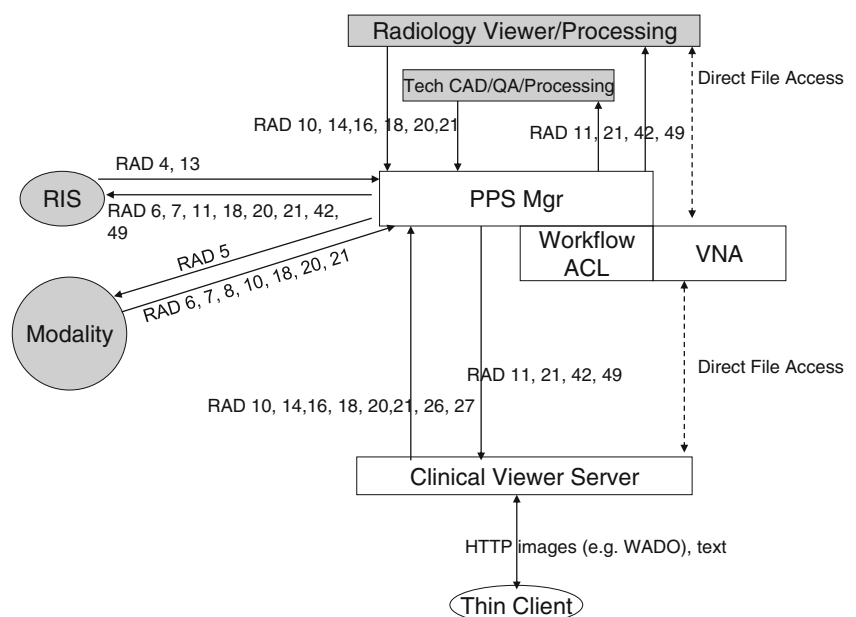 Radiology Viewer/Processing
Direct File Access
Tech CAD/QA/Processing
RAD 10, 14,16, 18, 20,21
RAD 11, 21, 42, 49
RAD 4, 13
RIS
PPS Mgr
RAD 6, 7, 11, 18, 20, 21, 42,
49
Workflow
ACL
VNA
RAD 5
RAD 6, 7, 8, 10, 18, 20, 21
Modality
Direct File Access
RAD 11, 21, 42, 49
RAD 10, 14,16, 18, 20,21, 26, 27
Clinical Viewer Server
HTTP images (e.g. WADO), text
Thin Client